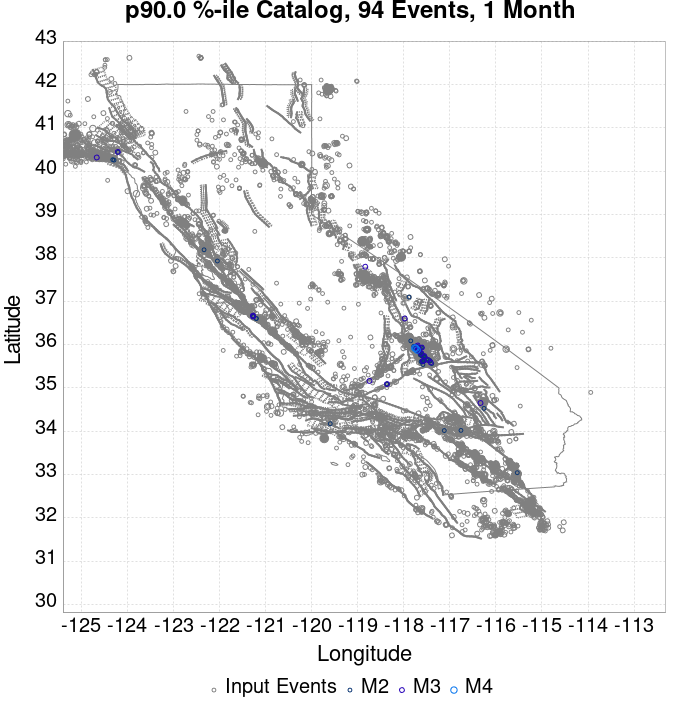 p90.0 %-ile Catalog, 94 Events, 1 Month
43
42
41
40
39
38
37
36
35
34
33
32
31
30
Latitude
-125 -124 -123 -122 -121 -120 -119 -118 -117 -116 -115 -114 -113
Longitude
Input Events M2 M3 M4